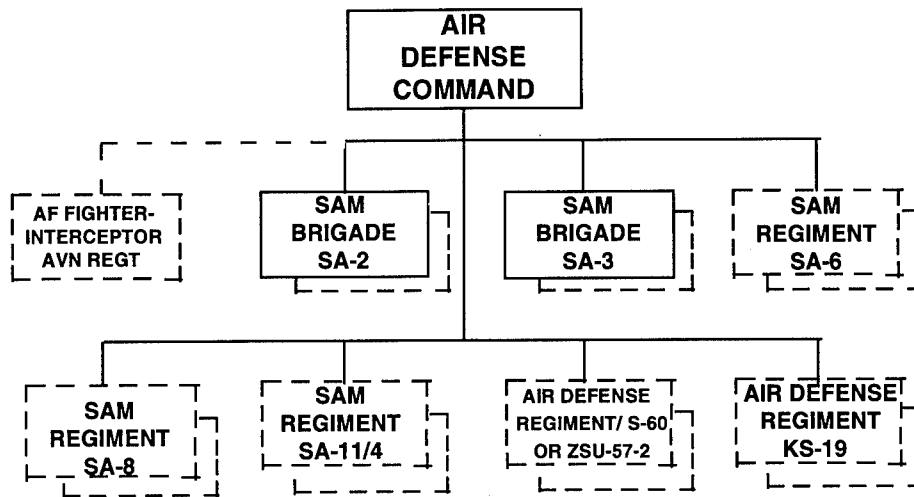 AIR
DEFENSE
COMMAND
AF FIGHTER-
INTERCEPTOR
AVN REGT
SAM
BRIGADE
SA-2
SAM
BRIGADE
SA-3
SAM
REGIMENT
SA-6
SAM
REGIMENT
SA-8
SAM
REGIMENT
SA-11/4
AIR DEFENSE
REGIMENT/ S-60
OR ZSU-57-2
AIR DEFENSE
REGIMENT
KS-19